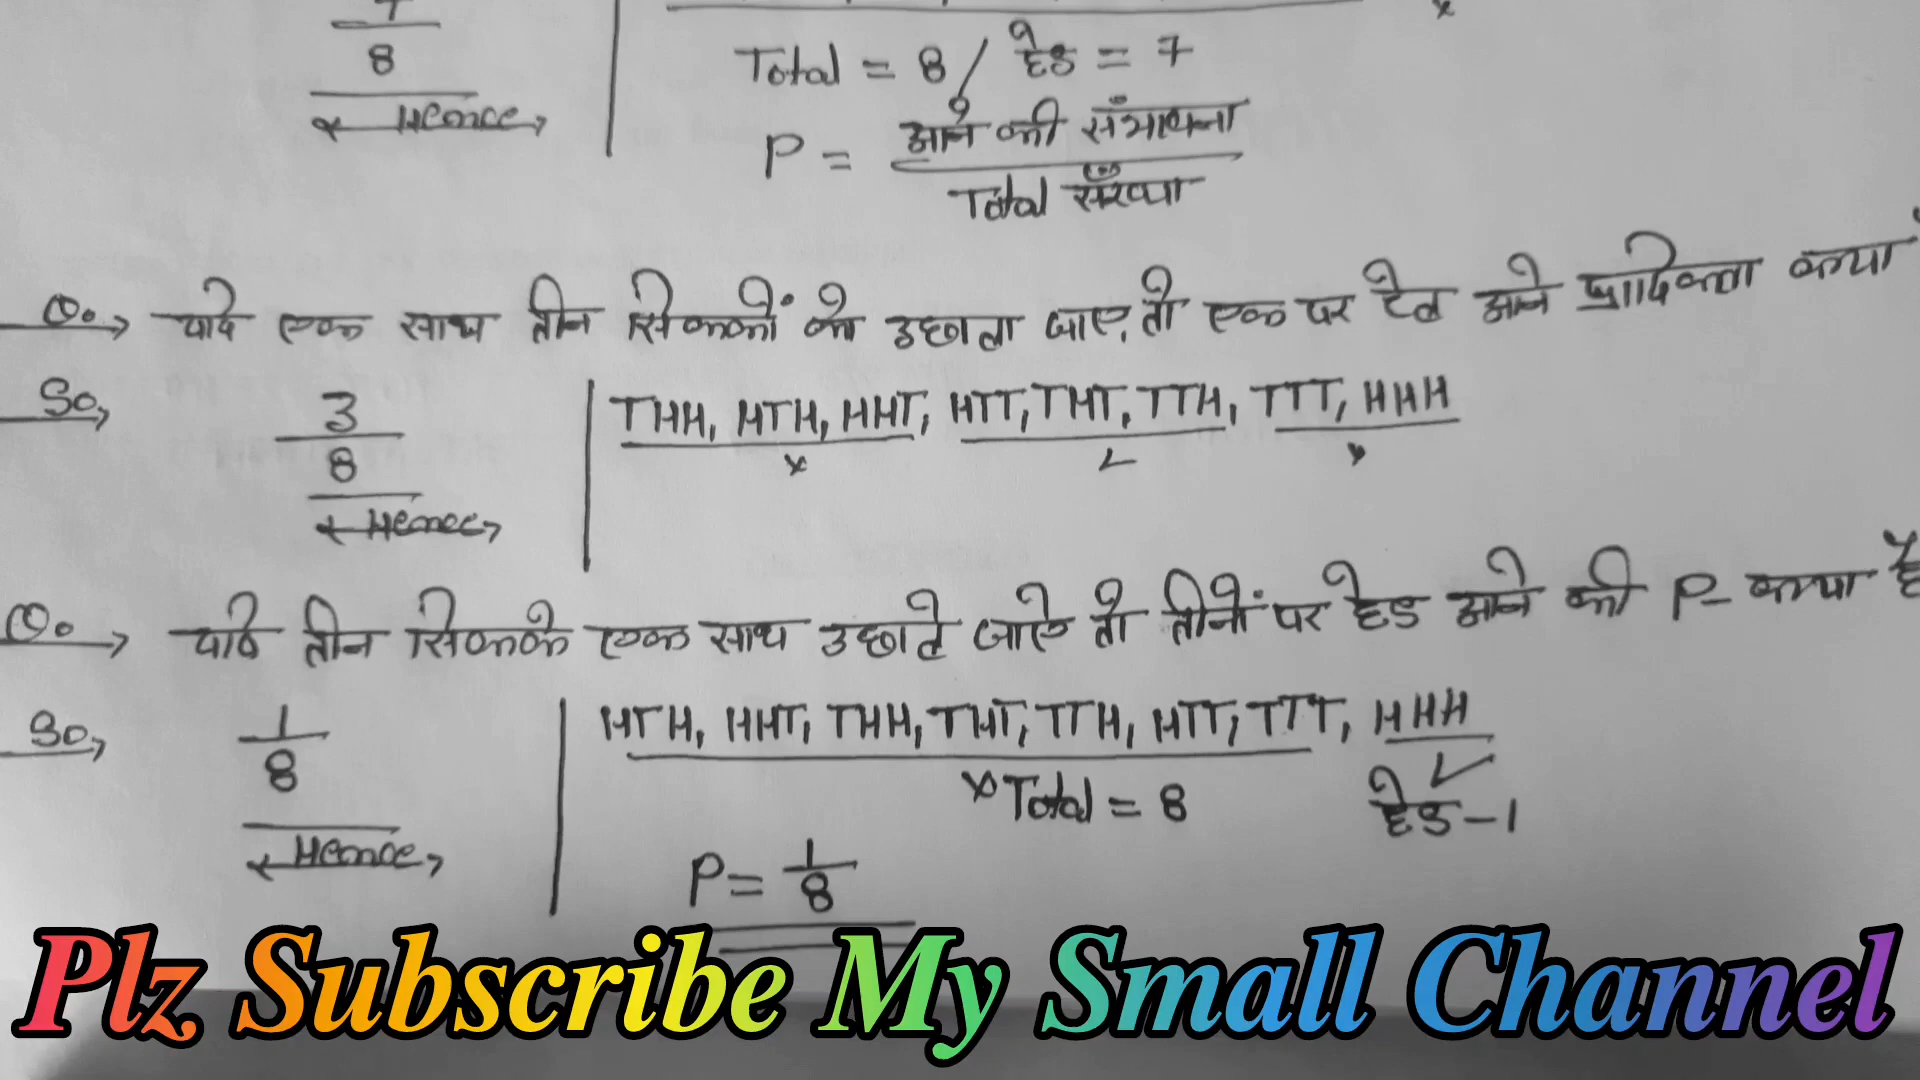 8
Hence
Total = 8 / हेड = 7
P = आने की संभावना
Total संख्या
Q. → यदि एक साथ तीन सिक्कों को उछाला जाए, तो एक पर टेल आने प्रादिकता क्या
So, 3
8
Hence
THH, HTH, HHT, HTT, THT, TTH, TTT, HHH
x ✓ x
Q. → यदि तीन सिक्के एक साथ उछाले जाऐ तो तीनों पर हेड आने की P- क्या है
So, 1
8
Hence
HTH, HHT, THH, THT, TTH, HTT, TTT, HHH
x Total = 8 ✓
हेड - 1
P = 1
8
Plz Subscribe My Small Channel